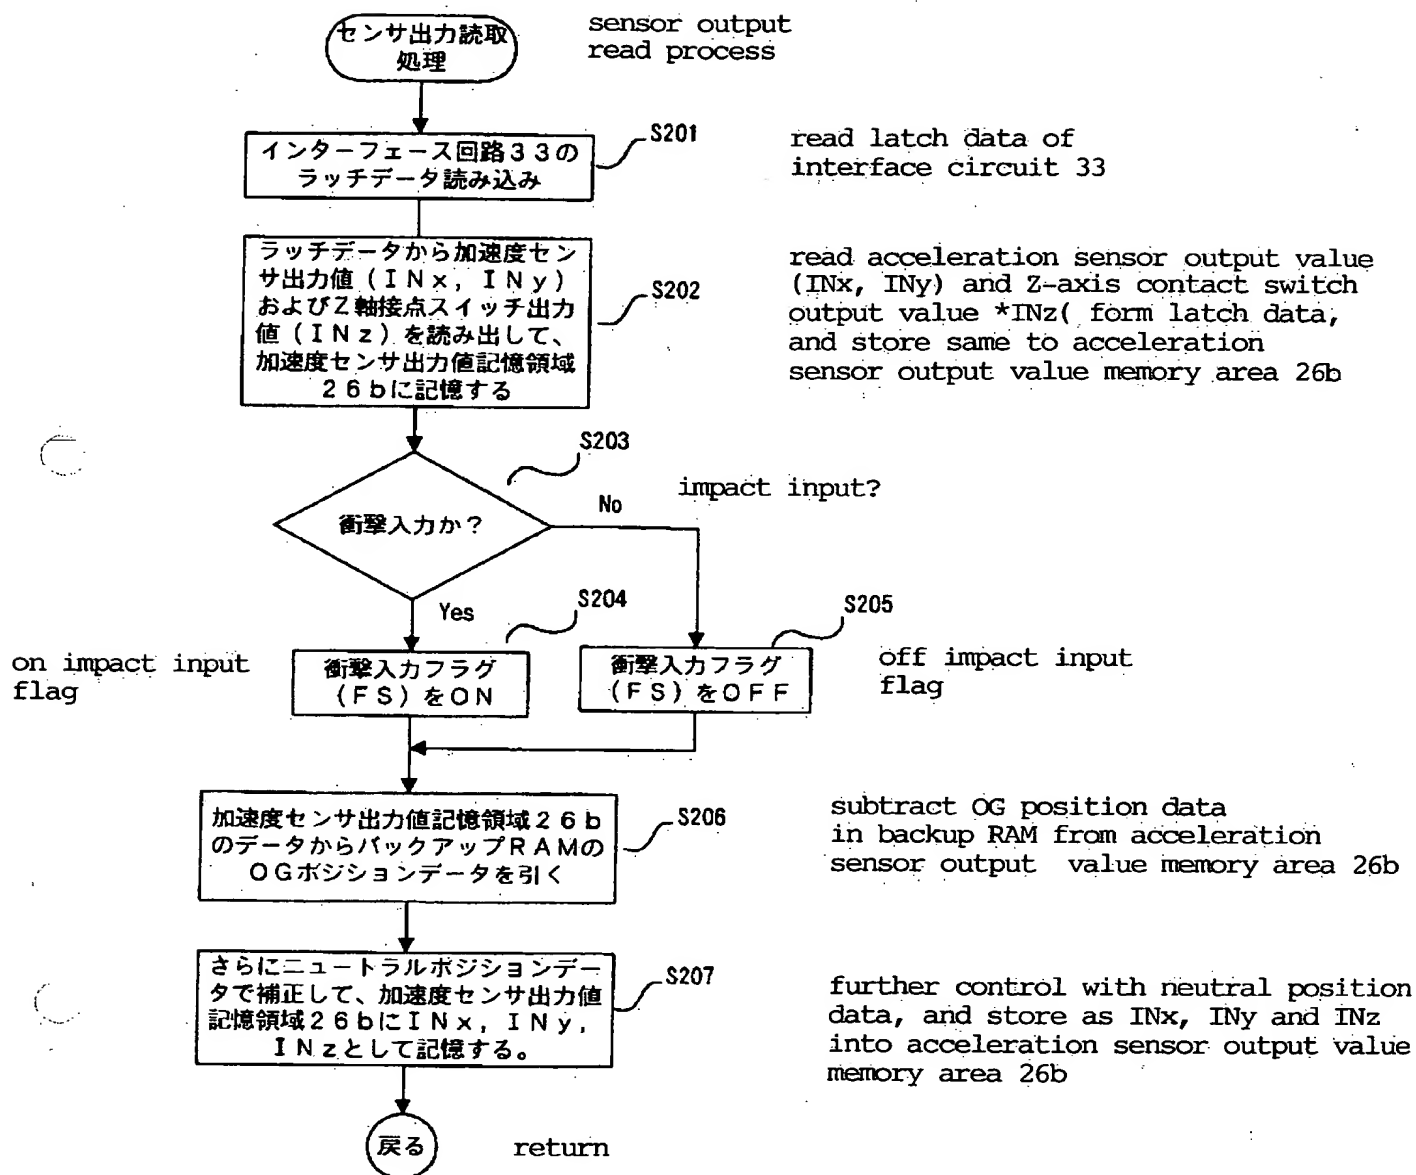 センサ出力読取
処理
sensor output
read process
S201
インターフェース回路33の
ラッチデータ読み込み
read latch data of
interface circuit 33
ラッチデータから加速度セン
サ出力値(INx,INy)
およびZ軸接点スイッチ出力
値(INz)を読み出して、
加速度センサ出力値記憶領域
26bに記憶する
S202
read acceleration sensor output value
(INx, INy) and Z-axis contact switch
output value *INz( form latch data,
and store same to acceleration
sensor output value memory area 26b
S203
衝撃入力か?
No
impact input?
Yes
S204
S205
on impact input
flag
衝撃入力フラグ
(FS)をON
衝撃入力フラグ
(FS)をOFF
off impact input
flag
加速度センサ出力値記憶領域26b
のデータからバックアップRAMの
OGポジションデータを引く
S206
subtract OG position data
in backup RAM from acceleration
sensor output value memory area 26b
さらにニュートラルポジションデー
タで補正して、加速度センサ出力値
記憶領域26bにINx,INy,
INzとして記憶する。
S207
further control with neutral position
data, and store as INx, INy and INz
into acceleration sensor output value
memory area 26b
戻る
return